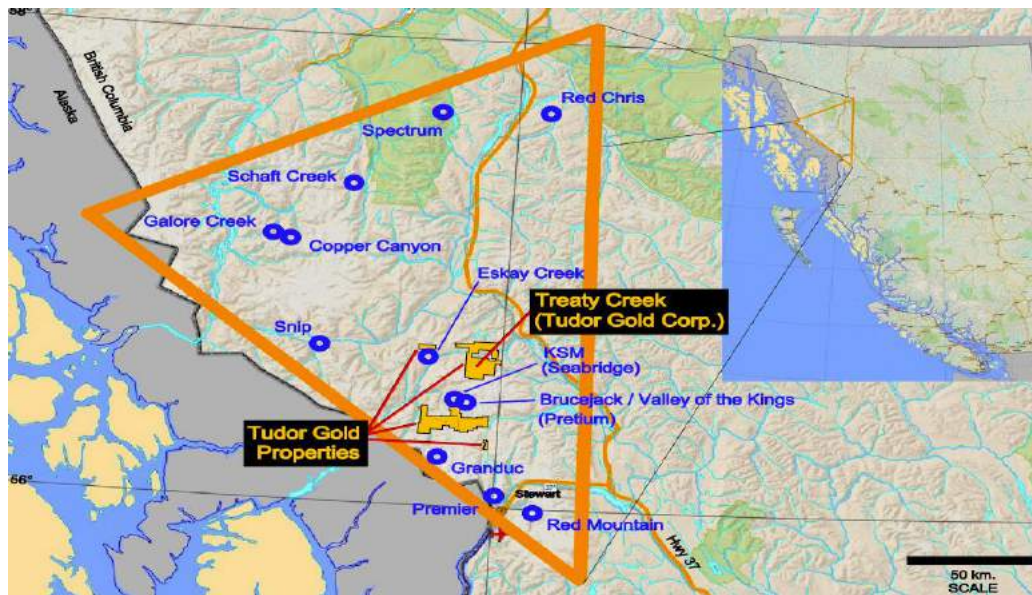 58°
British Columbia
Alaska
Spectrum
Red Chris
Schaft Creek
Galore Creek
Copper Canyon
Eskay Creek
Treaty Creek
(Tudor Gold Corp.)
Snip
KSM
(Seabridge)
Brucejack / Valley of the Kings
(Pretium)
Tudor Gold
Properties
Granduc
56°
Premier
Stewart
Red Mountain
Hwy 37
50 km.
SCALE